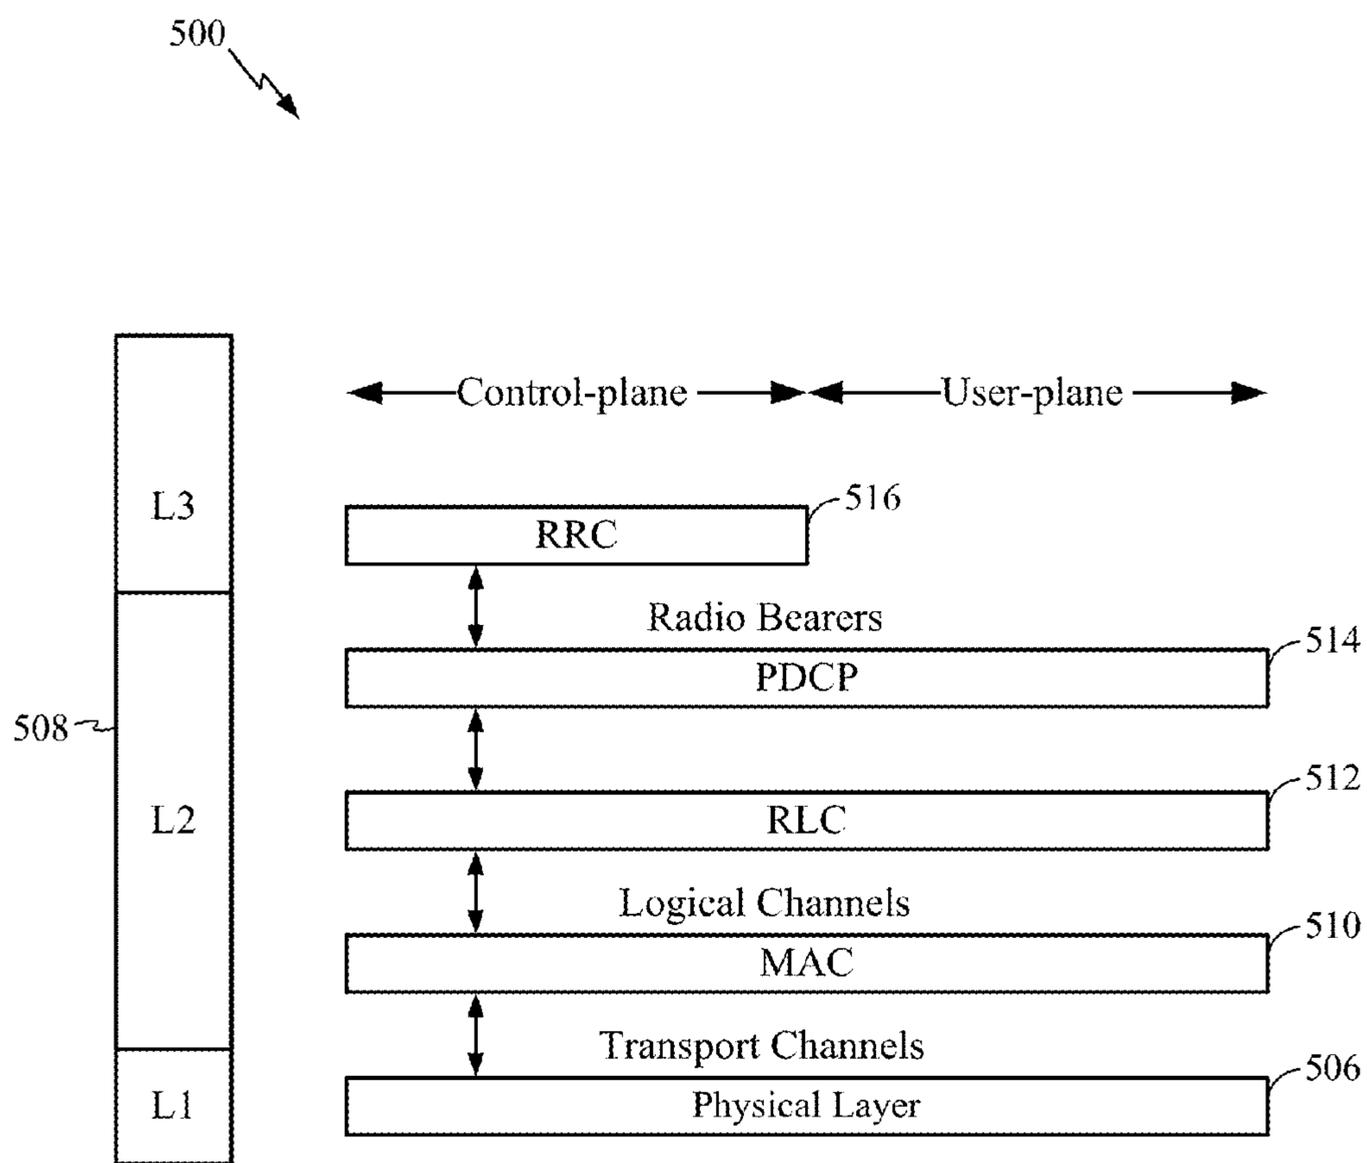 500
Control-plane
User-plane
L3
516
RRC
Radio Bearers
514
PDCP
508
512
L2
RLC
Logical Channels
510
MAC
Transport Channels
506
L1
Physical Layer